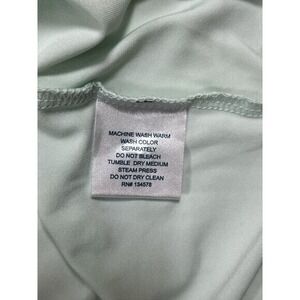 MACHINE WASH WARM
WASH COLOR
SEPARATELY
DO NOT BLEACH
TUMBLE DRY MEDIUM
STEAM PRESS
DO NOT DRY CLEAN
RN# 134578